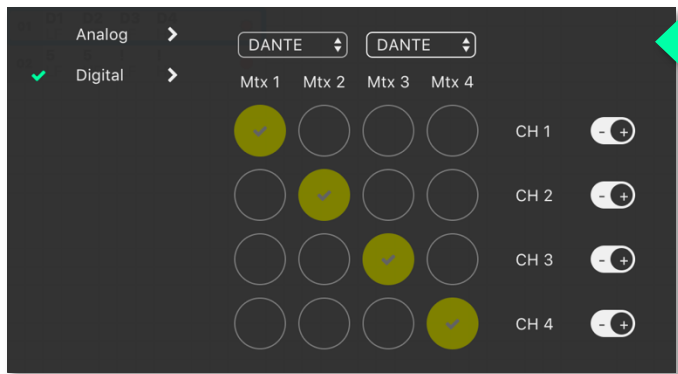 Analog
Digital
DANTE DANTE
Mtx 1 Mtx 2 Mtx 3 Mtx 4
CH 1 - +
CH 2 - +
CH 3 - +
CH 4 - +